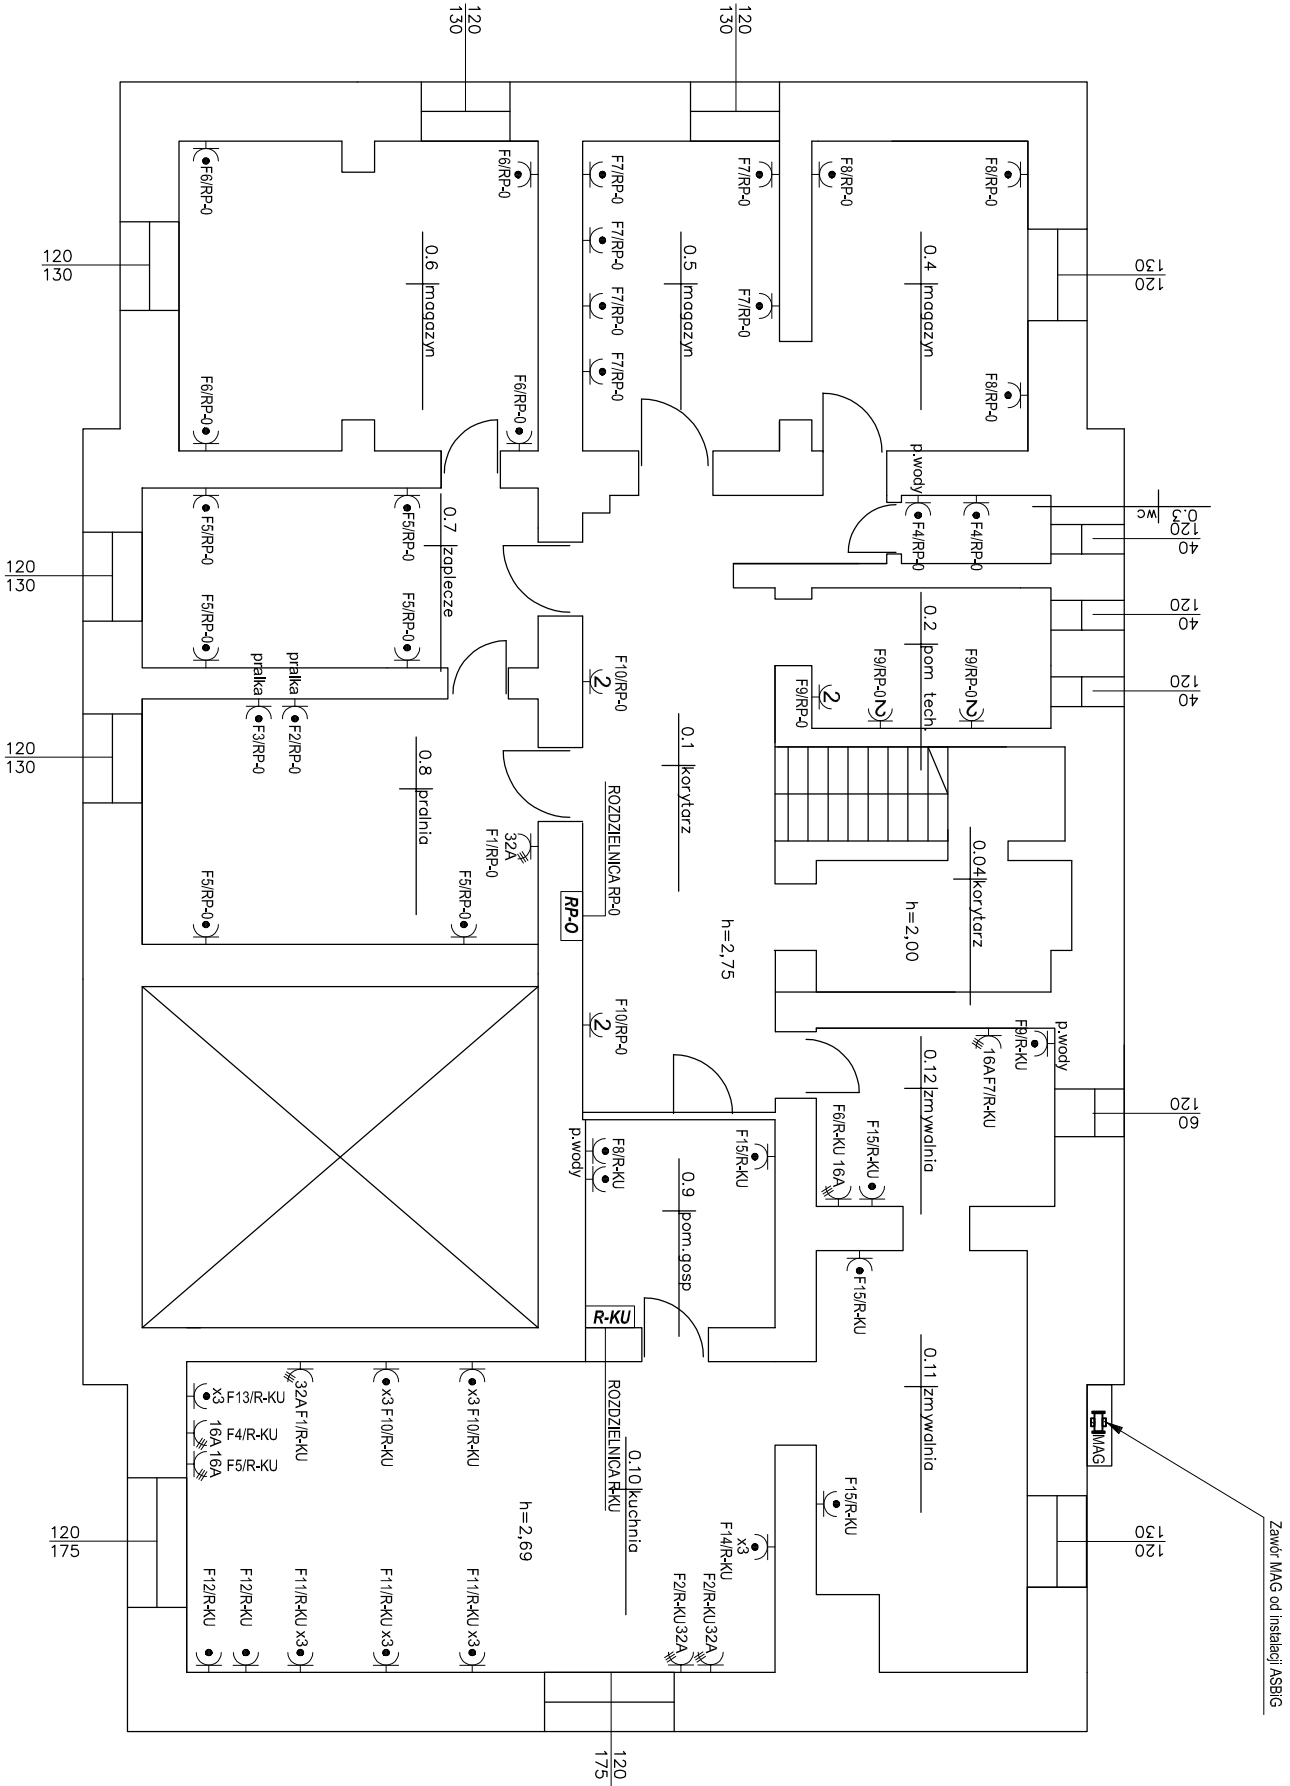 120
130
120
130
120
130
120
130
120
130
120
175
120
175
130
120
120
40
120
40
120
40
120
60
130
120
F6/RP-0
F6/RP-0
F6/RP-0
F6/RP-0
0.6 magazyn
F7/RP-0
F7/RP-0
F7/RP-0
F7/RP-0
F7/RP-0
F7/RP-0
0.5 magazyn
F8/RP-0
F8/RP-0
F8/RP-0
0.4 magazyn
p.wody
F4/RP-0
F4/RP-0
0.3
wc
F5/RP-0
F5/RP-0
F5/RP-0
F5/RP-0
0.7 zaplecze
0.2 pom tech.
F9/RP-0 2
F9/RP-0 2
F9/RP-0 2
F10/RP-0
2
pralka
pralka
F3/RP-0
F2/RP-0
0.8 pralnia
32A
F1/RP-0
F5/RP-0
F5/RP-0
0.1 korytarz
ROZDZIELNICA RP-0
RP-O
h=2,75
0.04 korytarz
h=2,00
F10/RP-0
2
p.wody
F9/R-KU
16A F7/R-KU
0.12 zmywalnia
F6/R-KU 16A
F15/R-KU
F15/R-KU
F8/R-KU
p.wody
0.9 pom.gosp
R-KU
ROZDZIELNICA R-KU
F15/R-KU
0.11 zmywalnia
F15/R-KU
MAG
Zawór MAG od instalacji ASBiG
x3 F13/R-KU
16A F4/R-KU
16A F5/R-KU
32A F1/R-KU
x3 F10/R-KU
x3 F10/R-KU
0.10 kuchnia
h=2,69
x3
F14/R-KU
F12/R-KU
F12/R-KU
F11/R-KU x3
F11/R-KU x3
F11/R-KU x3
F2/R-KU 32A
F2/R-KU 32A